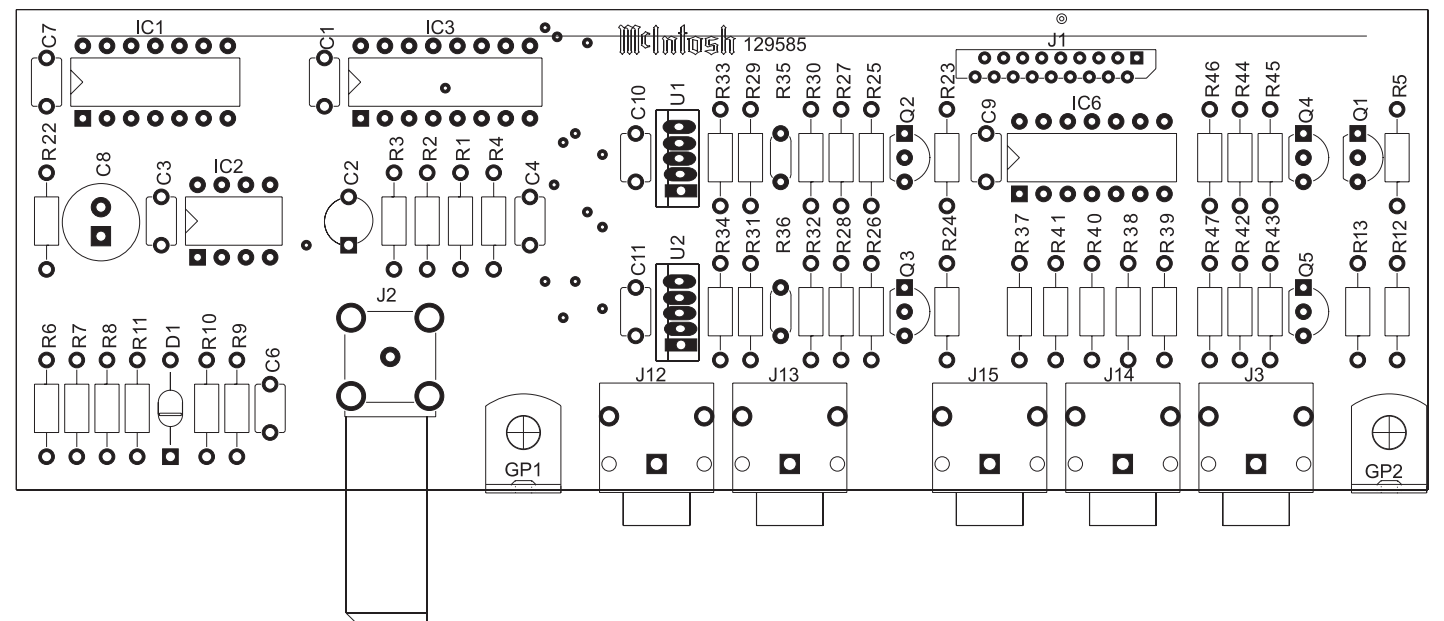 IC1
IC3
McIntosh 129585
J1
C7
C1
R33
R29
R35
R30
R27
R25
R23
R46
R44
R45
R5
C10
U1
Q2
C9
IC6
Q4
Q1
R22
C8
C3
IC2
C2
R3
R2
R1
R4
C4
R34
R31
R36
R32
R28
R26
R24
R37
R41
R40
R38
R39
R47
R42
R43
R13
R12
C11
U2
Q3
Q5
J2
R6
R7
R8
R11
D1
R10
R9
C6
J12
J13
J15
J14
J3
GP1
GP2